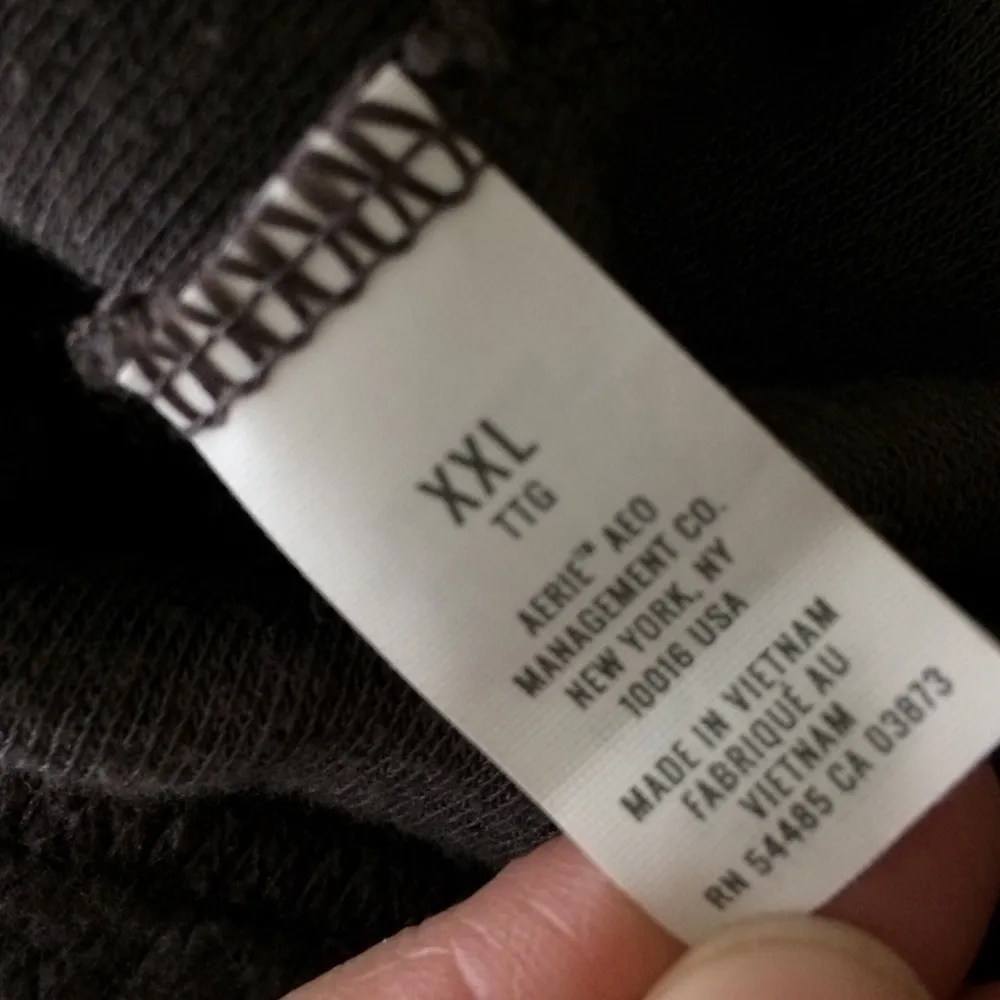 XXL
TTG
AERIE™ AEO
MANAGEMENT CO.
NEW YORK, NY
10016 USA
MADE IN VIETNAM
FABRIQUÉ AU
VIETNAM
RN 54485 CA 03873